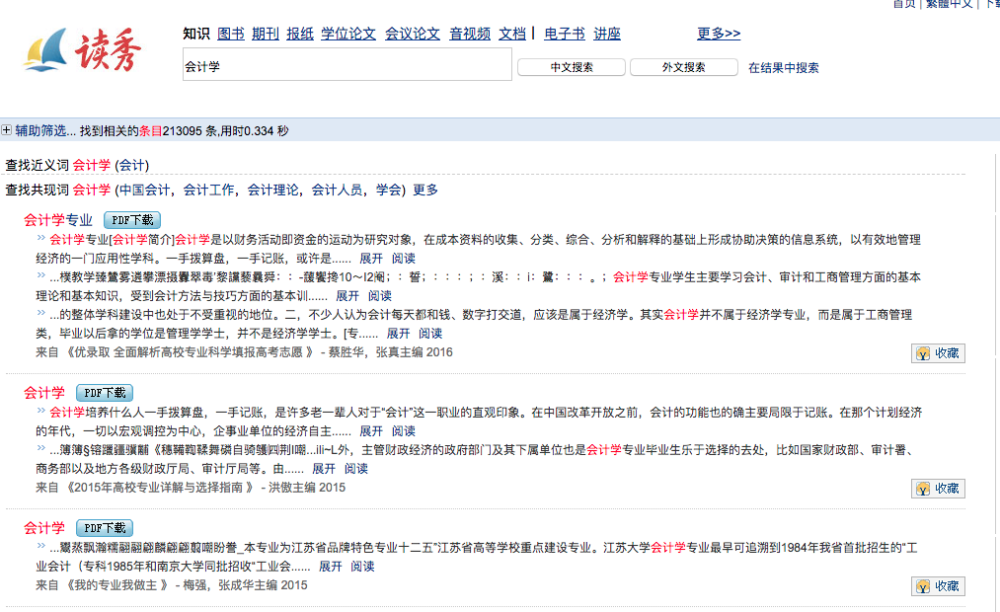 首页 | 繁體中文 |
读秀
知识 图书 期刊 报纸 学位论文 会议论文 音视频 文档 | 电子书 讲座 更多>>
会计学 中文搜索 外文搜索 在结果中搜索
辅助筛选... 找到相关的条目213095 条,用时0.334 秒
查找近义词 会计学 (会计)
查找共现词 会计学 (中国会计，会计工作，会计理论，会计人员，学会) 更多
会计学专业 PDF下载
会计学专业[会计学简介]会计学是以财务活动即资金的运动为研究对象，在成本资料的收集、分类、综合、分析和解释的基础上形成协助决策的信息系统，以有效地管理
经济的一门应用性学科。一手拨算盘，一手记账，或许是...... 展开 阅读
会计学专业学生主要学习会计、审计和工商管理方面的基本
理论和基本知识，受到会计方法与技巧方面的基本训...... 展开 阅读
...的整体学科建设中也处于不受重视的地位。二，不少人认为会计每天都和钱、数字打交道，应该是属于经济学。其实会计学并不属于经济学专业，而是属于工商管理
类，毕业以后拿的学位是管理学学士，并不是经济学学士。[专...... 展开 阅读
来自 《优录取 全面解析高校专业科学填报高考志愿 》 - 蔡胜华，张真主编 2016
收藏
会计学 PDF下载
会计学培养什么人一手拨算盘，一手记账，是许多老一辈人对于“会计”这一职业的直观印象。在中国改革开放之前，会计的功能也的确主要局限于记账。在那个计划经济
的年代，一切以宏观调控为中心，企事业单位的经济自主...... 展开 阅读
外，主管财政经济的政府部门及其下属单位也是会计学专业毕业生乐于选择的去处，比如国家财政部、审计署、
商务部以及地方各级财政厅局、审计厅局等。由...... 展开 阅读
来自 《2015年高校专业详解与选择指南 》 - 洪傲主编 2015
收藏
会计学 PDF下载
本专业为江苏省品牌特色专业十二五”江苏省高等学校重点建设专业。江苏大学会计学专业最早可追溯到1984年我省首批招生的“工
业会计（专科1985年和南京大学同批招收“工业会...... 展开 阅读
来自 《我的专业我做主 》 - 梅强，张成华主编 2015
收藏